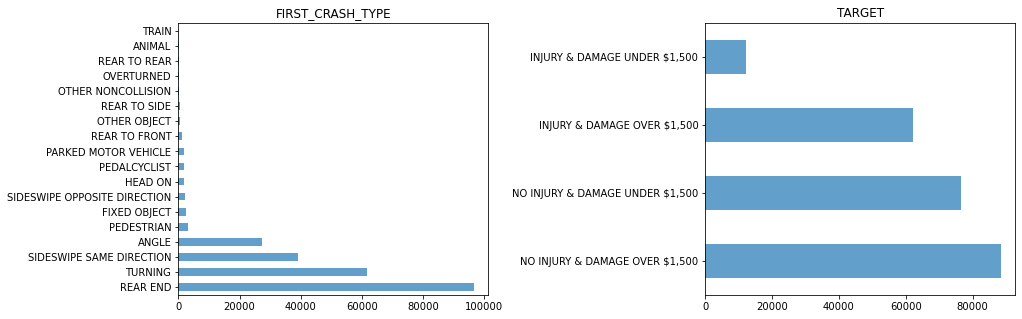 FIRST_CRASH_TYPE
TRAIN
ANIMAL
REAR TO REAR
OVERTURNED
OTHER NONCOLLISION
REAR TO SIDE
OTHER OBJECT
REAR TO FRONT
PARKED MOTOR VEHICLE
PEDALCYCLIST
HEAD ON
SIDESWIPE OPPOSITE DIRECTION
FIXED OBJECT
PEDESTRIAN
ANGLE
SIDESWIPE SAME DIRECTION
TURNING
REAR END
0 20000 40000 60000 80000 100000
TARGET
INJURY & DAMAGE UNDER $1,500
INJURY & DAMAGE OVER $1,500
NO INJURY & DAMAGE UNDER $1,500
NO INJURY & DAMAGE OVER $1,500
0 20000 40000 60000 80000